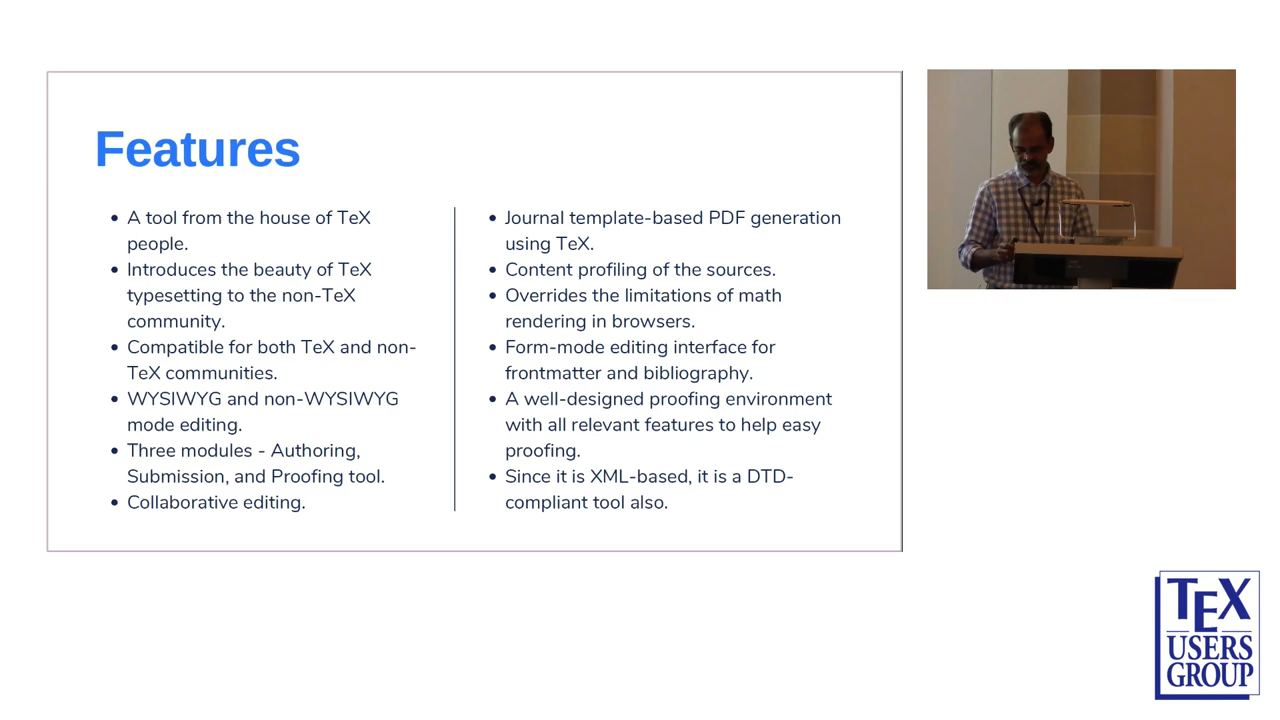 Features
• A tool from the house of TeX
people.
• Introduces the beauty of TeX
typesetting to the non-TeX
community.
• Compatible for both TeX and non-
TeX communities.
• WYSIWYG and non-WYSIWYG
mode editing.
• Three modules - Authoring,
Submission, and Proofing tool.
• Collaborative editing.
• Journal template-based PDF generation
using TeX.
• Content profiling of the sources.
• Overrides the limitations of math
rendering in browsers.
• Form-mode editing interface for
frontmatter and bibliography.
• A well-designed proofing environment
with all relevant features to help easy
proofing.
• Since it is XML-based, it is a DTD-
compliant tool also.
TEX
USERS
GROUP